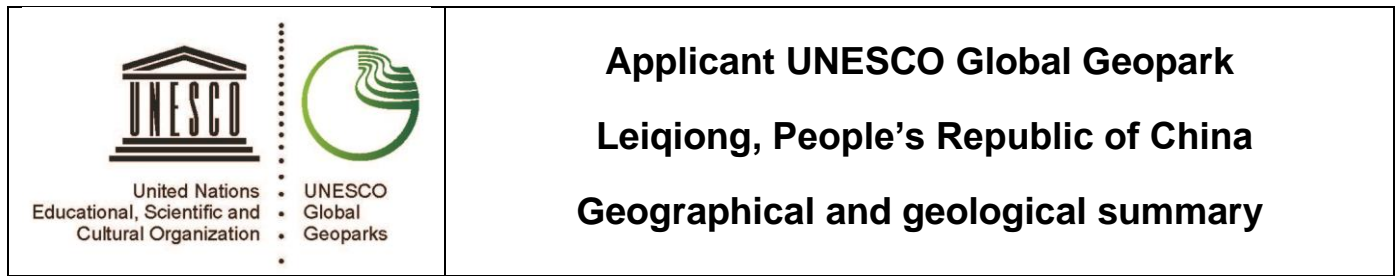 UNESCO
United Nations
Educational, Scientific and
Cultural Organization
UNESCO
Global
Geoparks
Applicant UNESCO Global Geopark
Leiqiong, People’s Republic of China
Geographical and geological summary